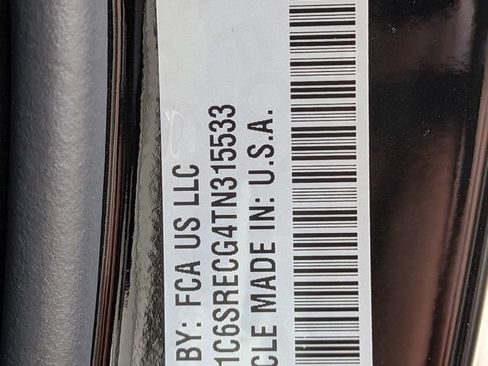 BY: FCA US LLC
1C6SRECG4TN315533
CLE MADE IN: U.S.A.